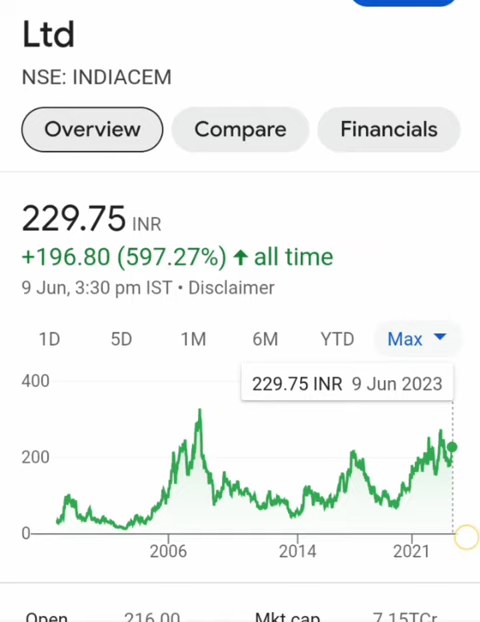 Ltd
NSE: INDIACEM
Overview Compare Financials
229.75 INR
+196.80 (597.27%) ↑ all time
9 Jun, 3:30 pm IST • Disclaimer
1D 5D 1M 6M YTD Max
229.75 INR 9 Jun 2023
400
200
0
2006 2014 2021
Open 216.00 Mkt cap 7.15TCr